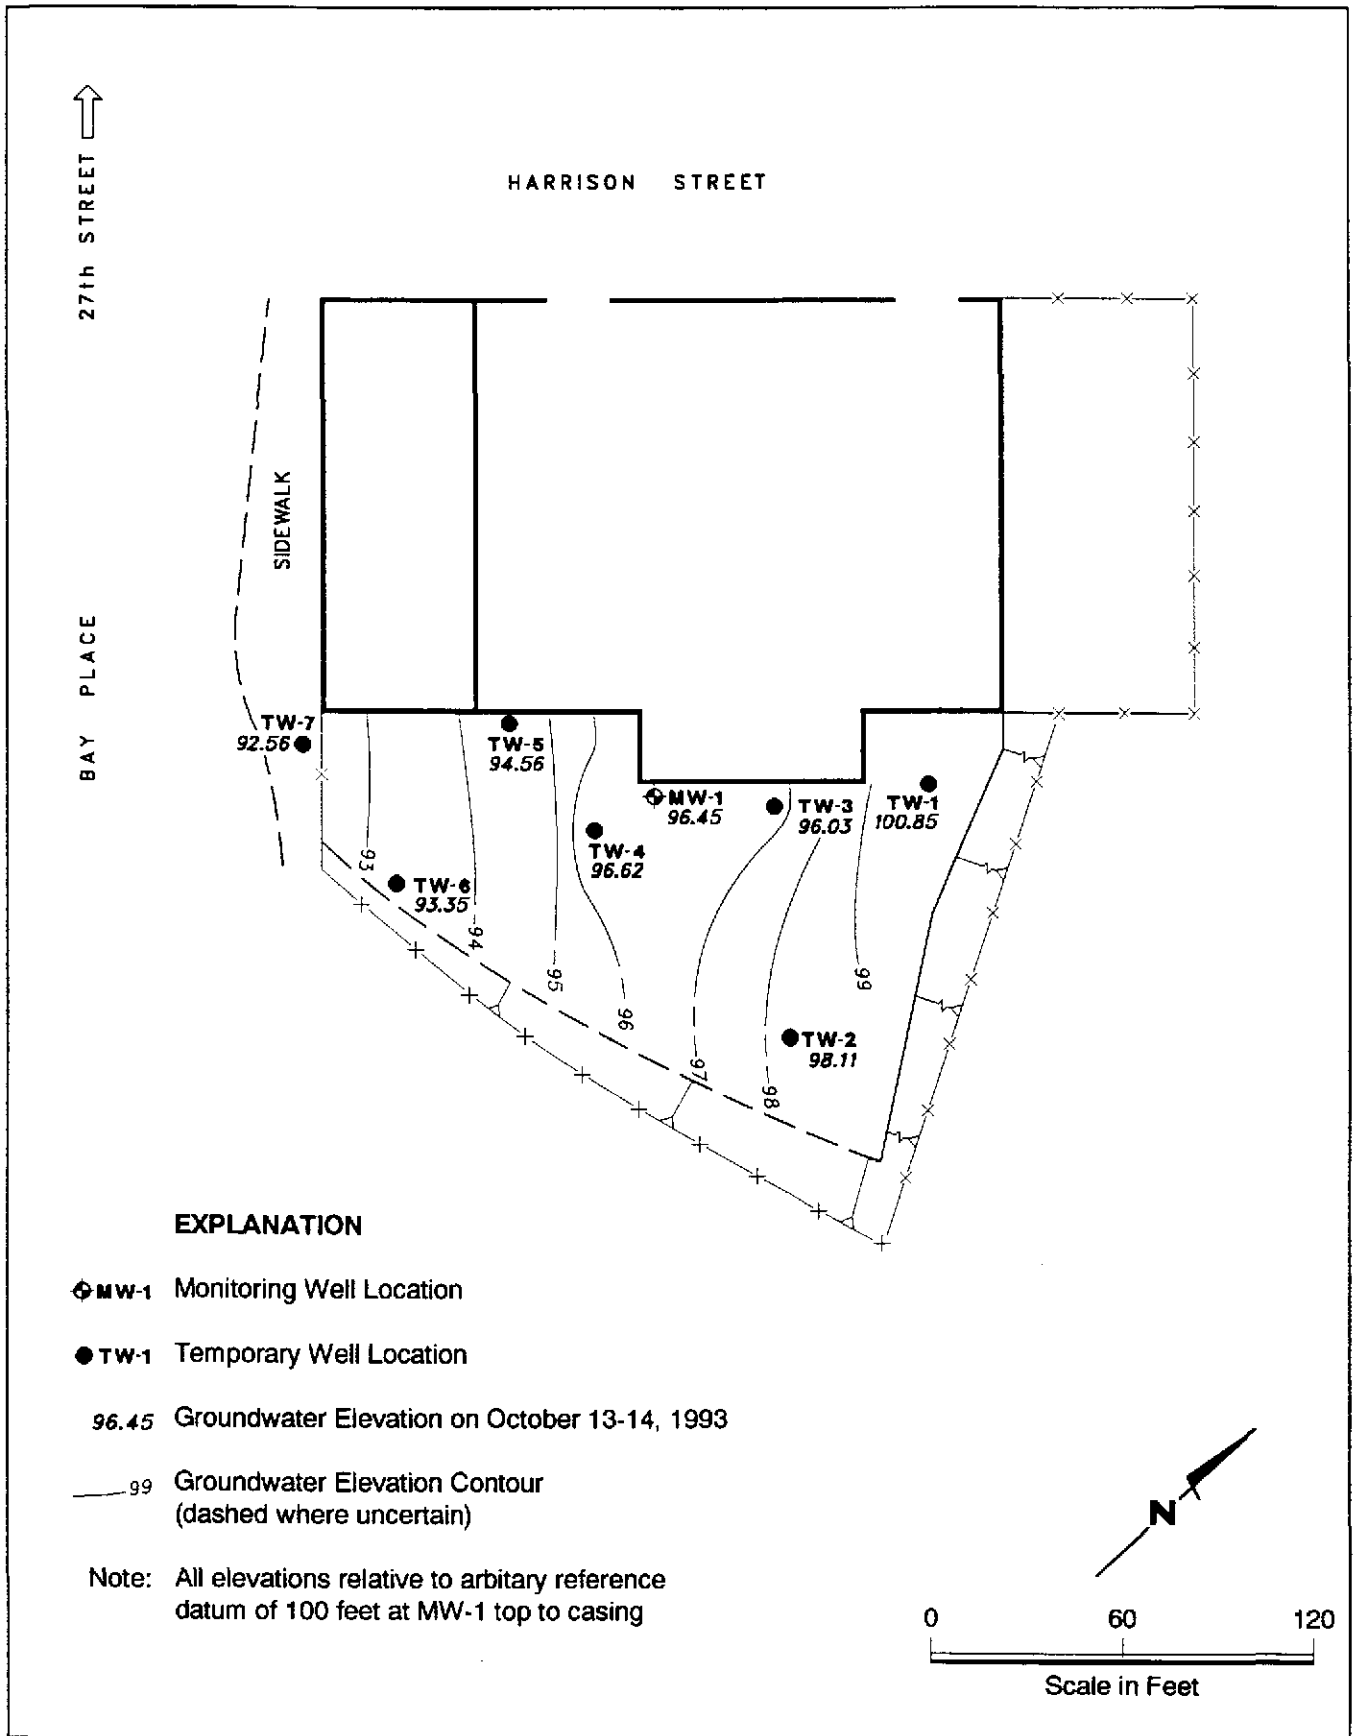 27th STREET
HARRISON STREET
SIDEWALK
BAY PLACE
TW-7
92.56
TW-5
94.56
MW-1
96.45
TW-3
96.03
TW-1
100.85
TW-4
96.62
TW-6
93.35
93
94
95
96
97
98
99
TW-2
98.11
EXPLANATION
MW-1 Monitoring Well Location
TW-1 Temporary Well Location
96.45 Groundwater Elevation on October 13-14, 1993
99 Groundwater Elevation Contour
(dashed where uncertain)
Note: All elevations relative to arbitary reference
datum of 100 feet at MW-1 top to casing
N
0 60 120
Scale in Feet